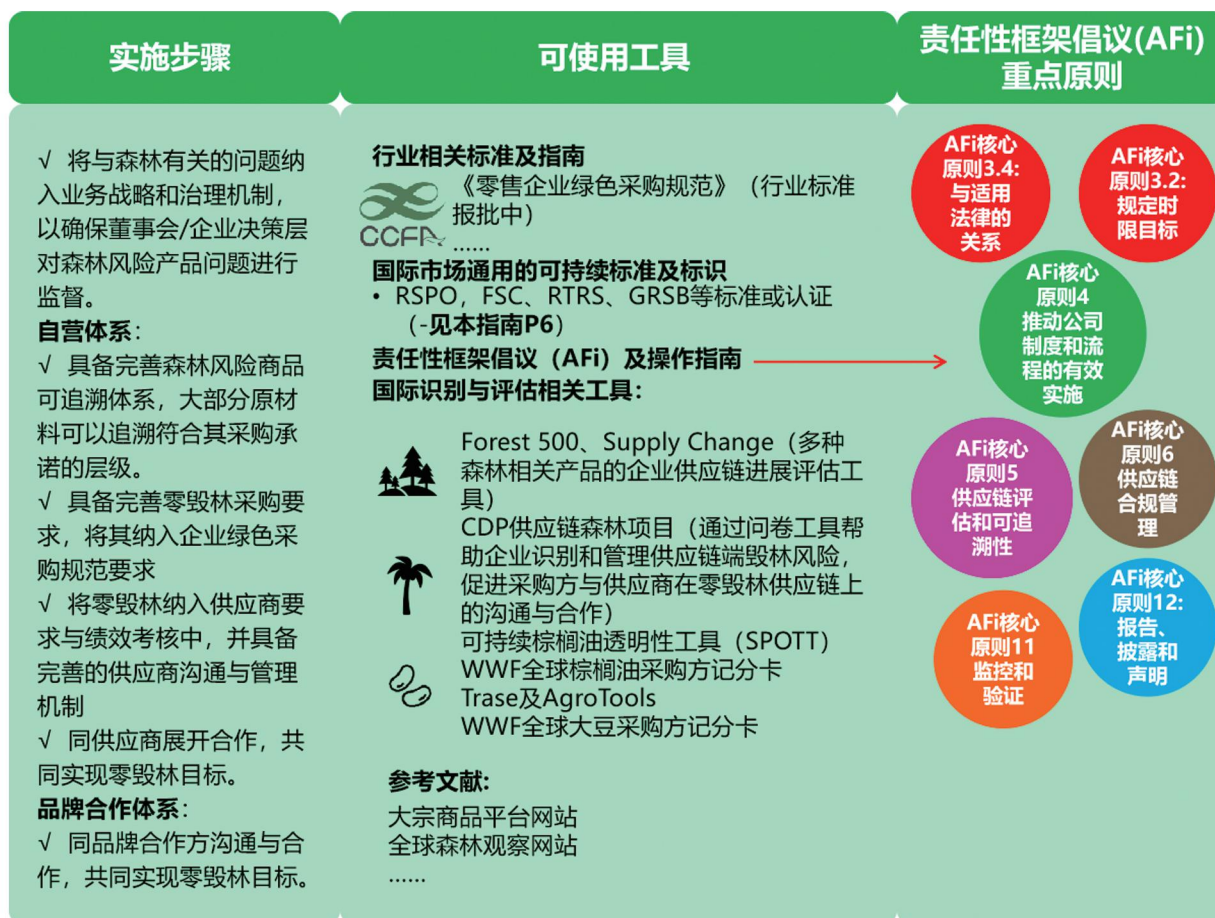 实施步骤
可使用工具
责任性框架倡议(AFi)
重点原则
√ 将与森林有关的问题纳
入业务战略和治理机制，
以确保董事会/企业决策层
对森林风险产品问题进行
监督。
自营体系：
√ 具备完善森林风险商品
可追溯体系，大部分原材
料可以追溯符合其采购承
诺的层级。
√ 具备完善零毁林采购要
求，将其纳入企业绿色采
购规范要求
√ 将零毁林纳入供应商要
求与绩效考核中，并具备
完善的供应商沟通与管理
机制
√ 同供应商展开合作，共
同实现零毁林目标。
品牌合作体系：
√ 同品牌合作方沟通与合
作，共同实现零毁林目标。
行业相关标准及指南
CCFA
《零售企业绿色采购规范》（行业标准
报批中）
……
国际市场通用的可持续标准及标识
• RSPO，FSC、RTRS、GRSB等标准或认证
（-见本指南P6）
责任性框架倡议（AFi）及操作指南
国际识别与评估相关工具：
Forest 500、Supply Change（多种
森林相关产品的企业供应链进展评估工
具）
CDP供应链森林项目（通过问卷工具帮
助企业识别和管理供应链端毁林风险，
促进采购方与供应商在零毁林供应链上
的沟通与合作）
可持续棕榈油透明性工具（SPOTT）
WWF全球棕榈油采购方记分卡
Trase及AgroTools
WWF全球大豆采购方记分卡
参考文献:
大宗商品平台网站
全球森林观察网站
……
AFi核心
原则3.4:
与适用
法律的
关系
AFi核心
原则3.2:
规定时
限目标
AFi核心
原则4
推动公司
制度和流
程的有效
实施
AFi核心
原则5
供应链评
估和可追
溯性
AFi核心
原则6
供应链
合规管
理
AFi核心
原则11
监控和
验证
AFi核心
原则12:
报告、
披露和
声明